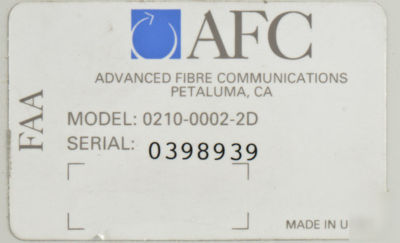 AFC
ADVANCED FIBRE COMMUNICATIONS
PETALUMA, CA
FAA
MODEL: 0210-0002-2D
SERIAL: 0398939
MADE IN U